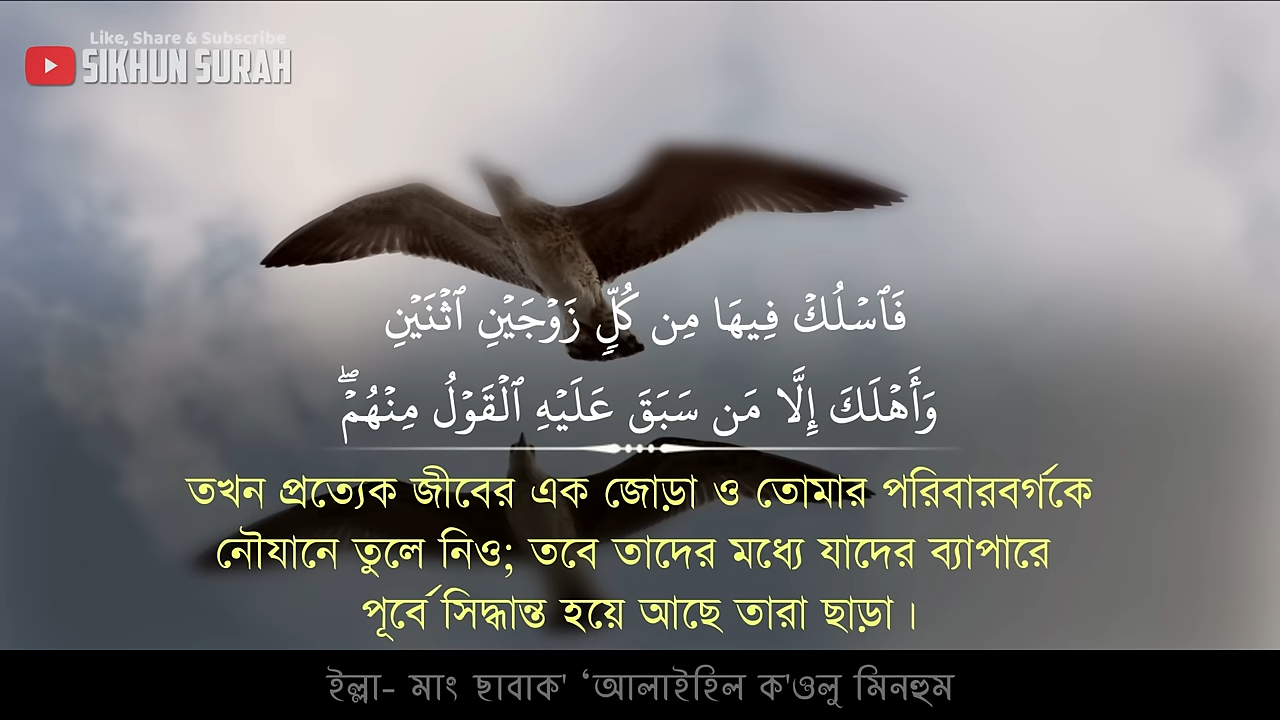 Like, Share & Subscribe
SIKHUN SURAH
فَٱسۡلُكۡ فِيهَا مِن كُلّٖ زَوۡجَيۡنِ ٱثۡنَيۡنِ
وَأَهۡلَكَ إِلَّا مَن سَبَقَ عَلَيۡهِ ٱلۡقَوۡلُ مِنۡهُمۡۖ
তখন প্রত্যেক জীবের এক জোড়া ও তোমার পরিবারবর্গকে
নৌযানে তুলে নিও; তবে তাদের মধ্যে যাদের ব্যাপারে
পূর্বে সিদ্ধান্ত হয়ে আছে তারা ছাড়া।
ইল্লা- মাং ছাবাক' ‘আলাইহিল ক'ওলু মিনহুম